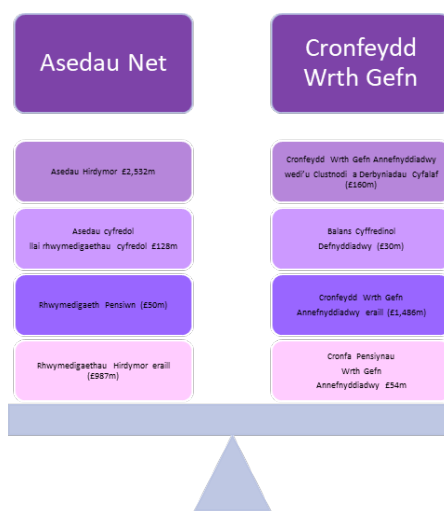 Asedau Net
Cronfeydd
Wrth Gefn
Asedau Hirdymor £2,532m
Cronfeydd Wrth Gefn Annefnyddiadwy
wedi'u Clustnodi a Derbyniadau Cyfalaf
(£160m)
Asedau cyfredol
llai rhwymedigaethau cyfredol £128m
Balans Cyffredinol
Defnyddiadwy (£30m)
Rhwymedigaeth Pensiwn (£50m)
Cronfeydd Wrth Gefn
Annefnyddiadwy eraill (£1,486m)
Rhwymedigaethau Hirdymor eraill
(£987m)
Cronfa Pensiynau
Wrth Gefn
Annefnyddiadwy £54m